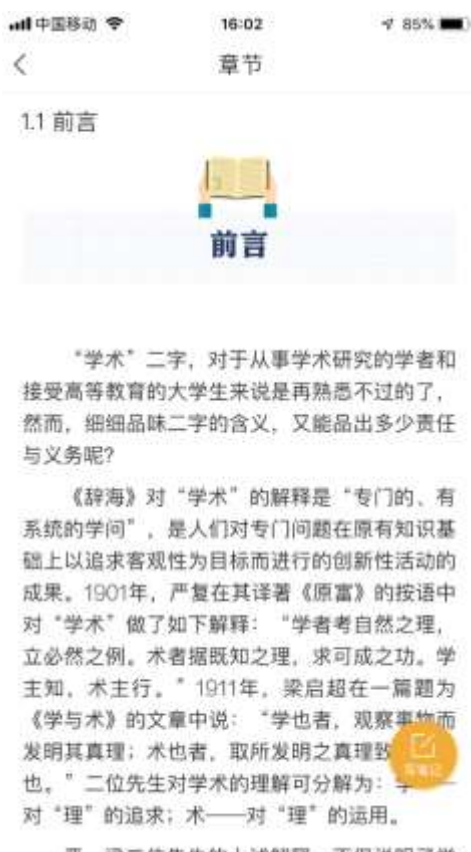 中国移动 16:02 85%
章节
1.1 前言
前言
“学术”二字，对于从事学术研究的学者和
接受高等教育的大学生来说是再熟悉不过的了，
然而，细细品味二字的含义，又能品出多少责任
与义务呢?
《辞海》对“学术”的解释是“专门的、有
系统的学问”，是人们对专门问题在原有知识基
础上以追求客观性为目标而进行的创新性活动的
成果。1901年，严复在其译著《原富》的按语中
对“学术”做了如下解释：“学者考自然之理，
立必然之例。术者据既知之理，求可成之功。学
主知，术主行。”1911年，梁启超在一篇题为
《学与术》的文章中说：“学也者，观察事物而
发明其真理；术也者，取所发明之真理致
也。”二位先生对学术的理解可分解为：学——
对“理”的追求；术——对“理”的运用。
写笔记